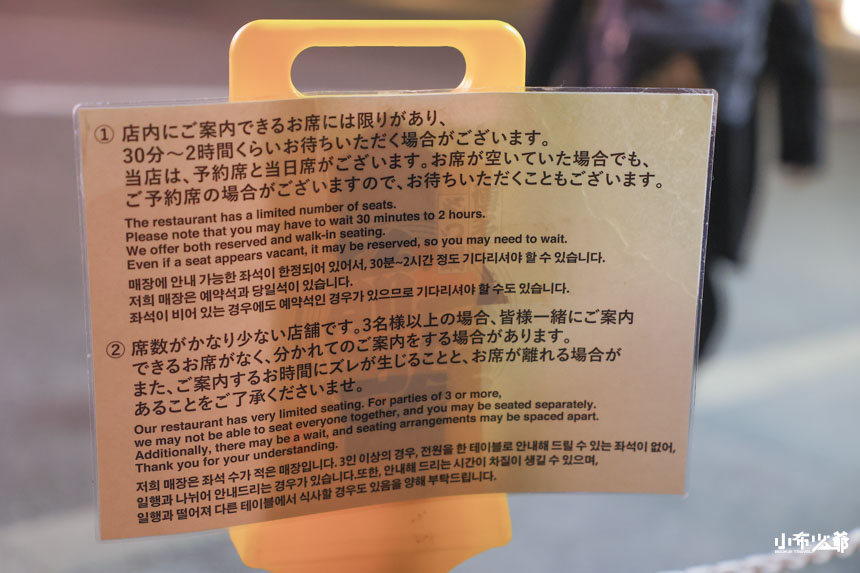 ① 店内にご案内できるお席には限りがあり、
30分〜2時間くらいお待ちいただく場合がございます。
当店は、予約席と当日席がございます。お席が空いていた場合でも、
ご予約席の場合がございますので、お待ちいただくこともございます。
The restaurant has a limited number of seats.
Please note that you may have to wait 30 minutes to 2 hours.
We offer both reserved and walk-in seating.
Even if a seat appears vacant, it may be reserved, so you may need to wait.
매장에 안내 가능한 좌석이 한정되어 있어서, 30분~2시간 정도 기다리셔야 할 수 있습니다.
저희 매장은 예약석과 당일석이 있습니다.
좌석이 비어 있는 경우에도 예약석인 경우가 있으므로 기다리셔야 할 수도 있습니다.
② 席数がかなり少ない店舗です。3名様以上の場合、皆様一緒にご案内
できるお席がなく、分かれてのご案内をする場合があります。
また、ご案内するお時間にズレが生じることと、お席が離れる場合が
あることをご了承くださいませ。
Our restaurant has very limited seating. For parties of 3 or more,
we may not be able to seat everyone together, and you may be seated separately.
Additionally, there may be a wait, and seating arrangements may be spaced apart.
Thank you for your understanding.
저희 매장은 좌석 수가 적은 매장입니다. 3인 이상의 경우, 전원을 한 테이블로 안내해 드릴 수 있는 좌석이 없어,
일행과 나뉘어 안내드리는 경우가 있습니다.또한, 안내해 드리는 시간이 차질이 생길 수 있으며,
일행과 떨어져 다른 테이블에서 식사할 경우도 있음을 양해 부탁드립니다.
小布少爺